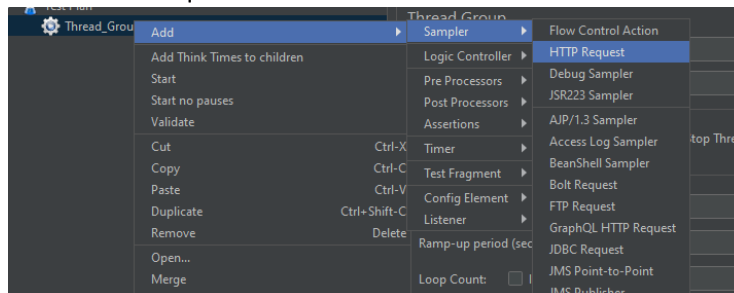 Test Plan
Thread_Grou
Thread Group
Add
Add Think Times to children
Start
Start no pauses
Validate
Cut Ctrl-X
Copy Ctrl-C
Paste Ctrl-V
Duplicate Ctrl+Shift-C
Remove Delete
Open...
Merge
Sampler
Logic Controller
Pre Processors
Post Processors
Assertions
Timer
Test Fragment
Config Element
Listener
Ramp-up period (sec
Loop Count:
Flow Control Action
HTTP Request
Debug Sampler
JSR223 Sampler
AJP/1.3 Sampler
Access Log Sampler
BeanShell Sampler
Bolt Request
FTP Request
GraphQL HTTP Request
JDBC Request
JMS Point-to-Point
JMS Publisher
top Thre